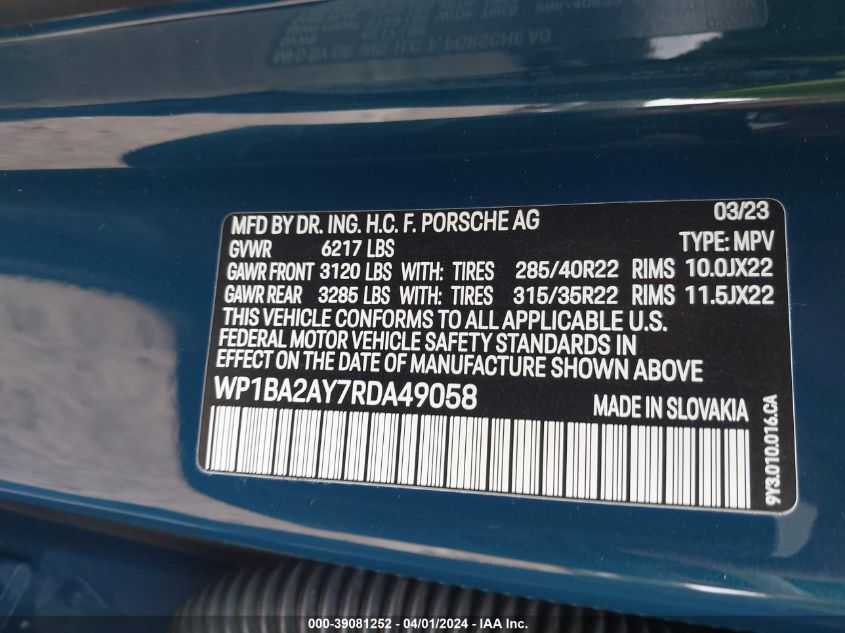 MFD BY DR. ING. H.C. F. PORSCHE AG 03/23
GVWR 6217 LBS TYPE: MPV
GAWR FRONT 3120 LBS WITH: TIRES 285/40R22 RIMS 10.0JX22
GAWR REAR 3285 LBS WITH: TIRES 315/35R22 RIMS 11.5JX22
THIS VEHICLE CONFORMS TO ALL APPLICABLE U.S.
FEDERAL MOTOR VEHICLE SAFETY STANDARDS IN
EFFECT ON THE DATE OF MANUFACTURE SHOWN ABOVE
WP1BA2AY7RDA49058 MADE IN SLOVAKIA
9Y3.010.016.CA
000-39081252 - 04/01/2024 - IAA Inc.